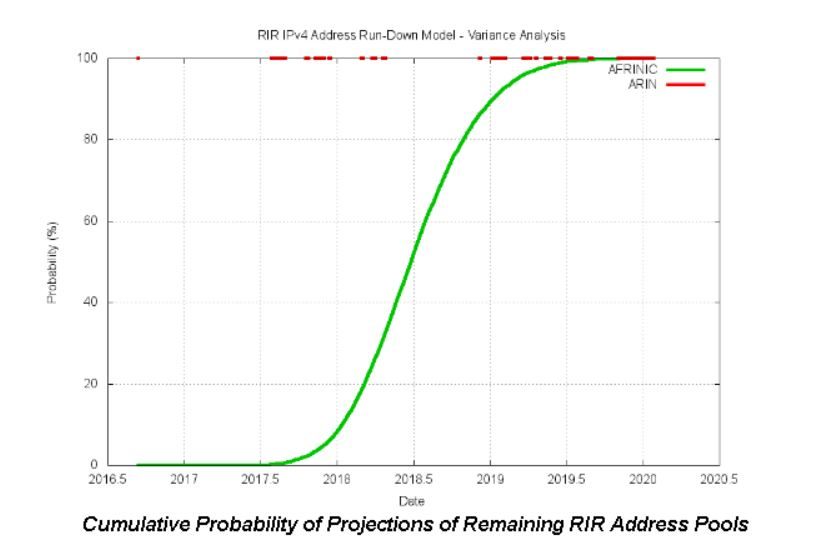 RIR IPv4 Address Run-Down Model - Variance Analysis
100
AFRINIC
ARIN
80
60
Probability (%)
40
20
0
2016.5 2017 2017.5 2018 2018.5 2019 2019.5 2020 2020.5
Date
Cumulative Probability of Projections of Remaining RIR Address Pools